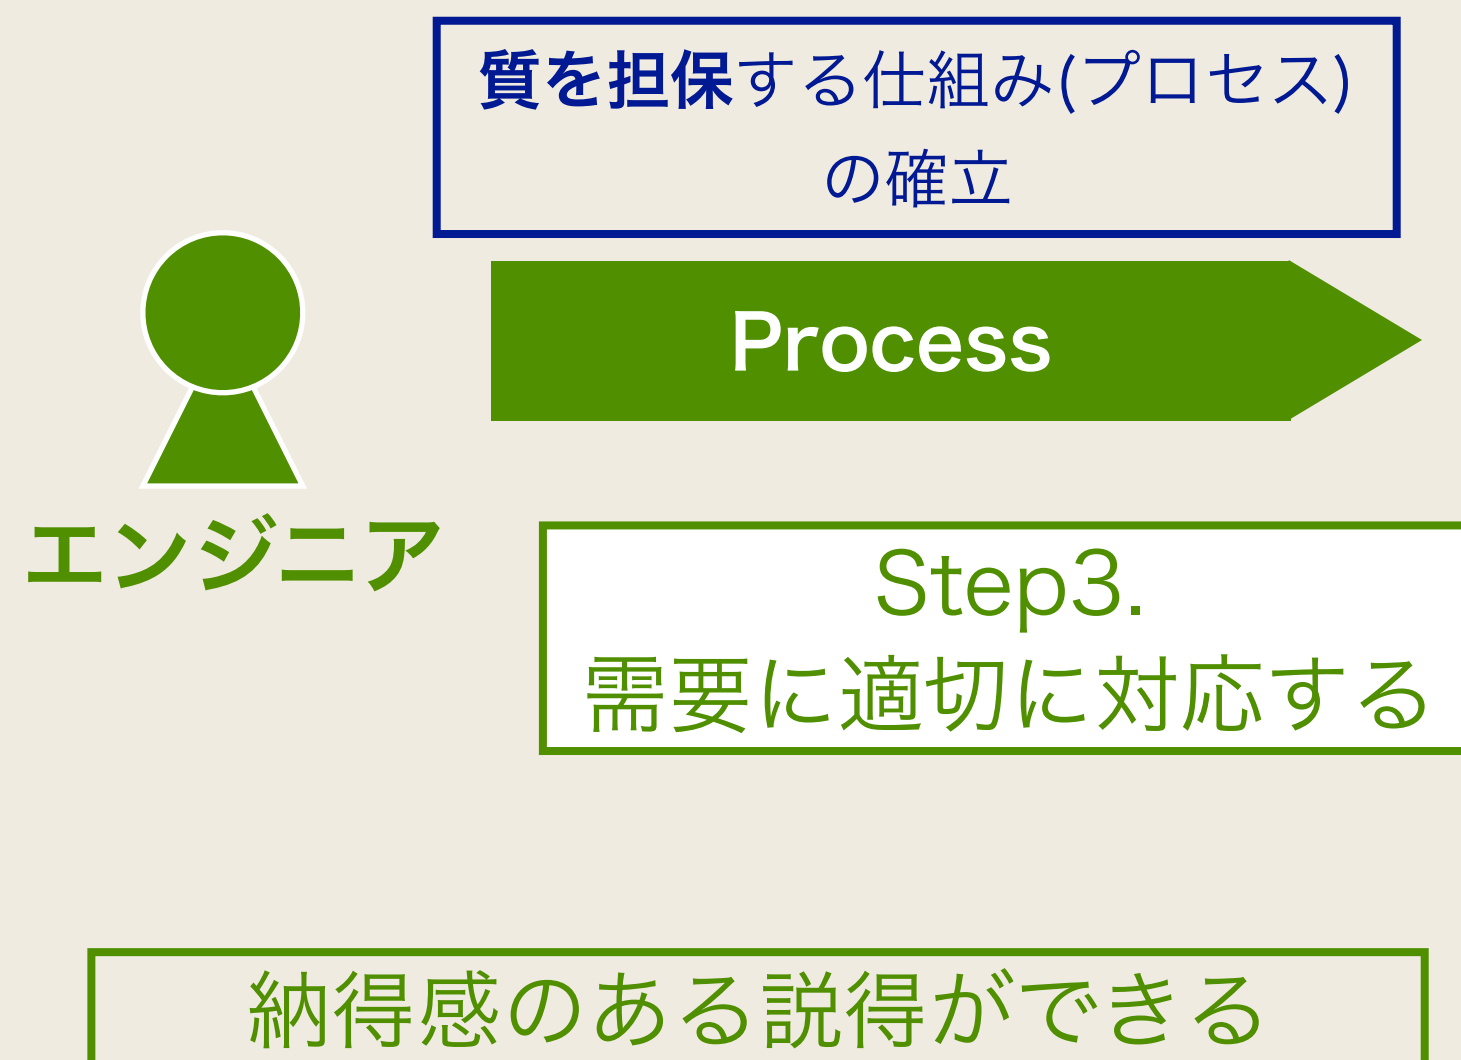 質を担保する仕組み(プロセス)
の確立
Process
エンジニア
Step3.
需要に適切に対応する
納得感のある説得ができる